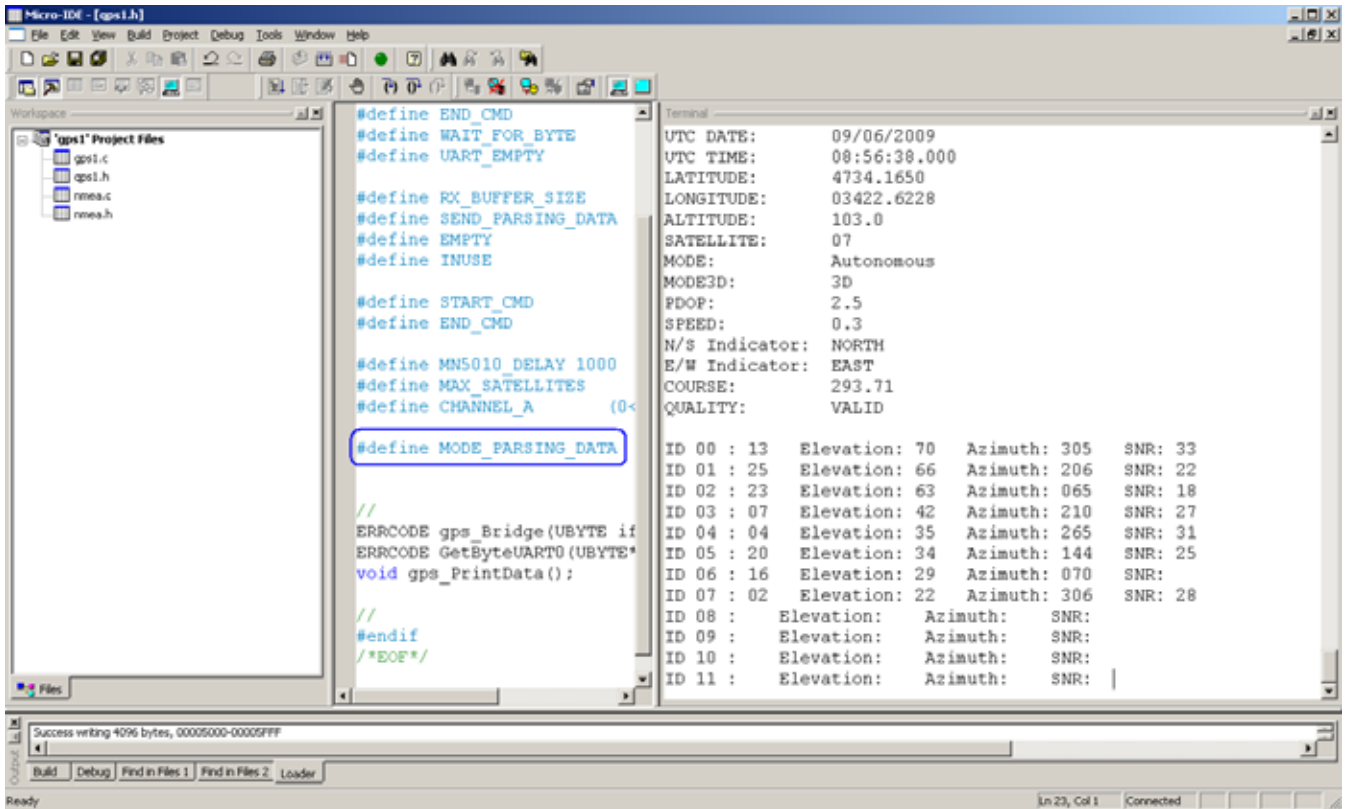 Micro-IDE - [gps1.h]
File Edit View Build Project Debug Tools Window Help
Workspace
'gps1' Project Files
gps1.c
gps1.h
nmea.c
nmea.h
Files
#define END_CMD
#define WAIT_FOR_BYTE
#define UART_EMPTY
#define RX_BUFFER_SIZE
#define SEND_PARSING_DATA
#define EMPTY
#define INUSE
#define START_CMD
#define END_CMD
#define MN5010_DELAY 1000
#define MAX_SATELLITES
#define CHANNEL_A (0<
#define MODE_PARSING_DATA
//
ERRCODE gps_Bridge(UBYTE if
ERRCODE GetByteUART0(UBYTE*
void gps_PrintData();
//
#endif
/*EOF*/
Terminal
UTC DATE: 09/06/2009
UTC TIME: 08:56:38.000
LATITUDE: 4734.1650
LONGITUDE: 03422.6228
ALTITUDE: 103.0
SATELLITE: 07
MODE: Autonomous
MODE3D: 3D
PDOP: 2.5
SPEED: 0.3
N/S Indicator: NORTH
E/W Indicator: EAST
COURSE: 293.71
QUALITY: VALID
ID 00 : 13 Elevation: 70 Azimuth: 305 SNR: 33
ID 01 : 25 Elevation: 66 Azimuth: 206 SNR: 22
ID 02 : 23 Elevation: 63 Azimuth: 065 SNR: 18
ID 03 : 07 Elevation: 42 Azimuth: 210 SNR: 27
ID 04 : 04 Elevation: 35 Azimuth: 265 SNR: 31
ID 05 : 20 Elevation: 34 Azimuth: 144 SNR: 25
ID 06 : 16 Elevation: 29 Azimuth: 070 SNR:
ID 07 : 02 Elevation: 22 Azimuth: 306 SNR: 28
ID 08 : Elevation: Azimuth: SNR:
ID 09 : Elevation: Azimuth: SNR:
ID 10 : Elevation: Azimuth: SNR:
ID 11 : Elevation: Azimuth: SNR:
Output
Success writing 4096 bytes, 00005000-00005FFF
Build Debug Find in Files 1 Find in Files 2 Loader
Ready Ln 23, Col 1 Connected